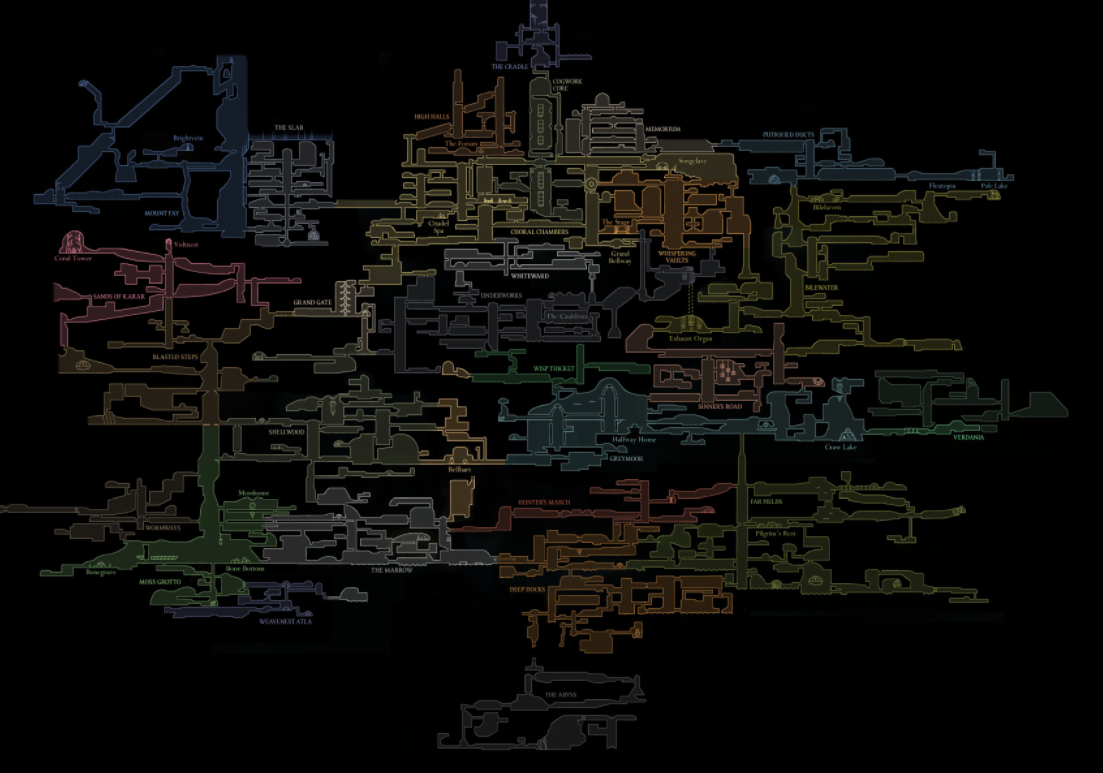 THE CRADLE
COGWORK
CORE
HIGH HALLS
THE SLAB
MEMORIUM
PUTRIFIED DUCTS
Brightvein
The Forum
Songclave
Fleatopia
Pale Lake
MOUNT FAY
Bilehaven
Citadel
Spa
The Stage
CHORAL CHAMBERS
Voltnest
Coral Tower
Grand
Bellway
WHISPERING
VAULTS
WHITEWARD
BILEWATER
SANDS OF KARAK
GRAND GATE
UNDERWORKS
The Cauldron
Exhaust Organ
BLASTED STEPS
WISP THICKET
SINNER'S ROAD
SHELLWOOD
Halfway Home
VERDANIA
Craw Lake
GREYMOOR
Bellhart
Mosshome
HUNTER'S MARCH
FAR FIELDS
WORMWAYS
Pilgrim's Rest
Bonegrave
Bone Bottom
THE MARROW
MOSS GROTTO
DEEP DOCKS
WEAVENEST ATLA
THE ABYSS